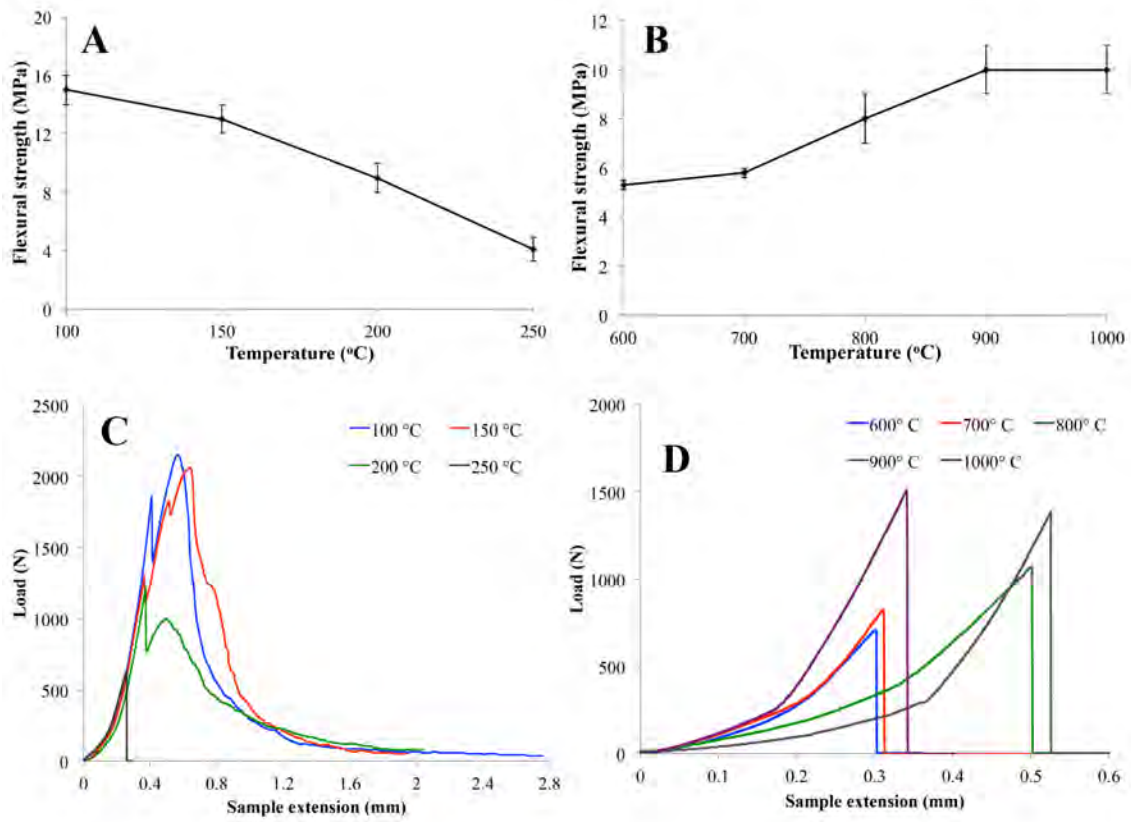 A
Flexural strength (MPa)
20
16
12
8
4
0
100
150
200
250
Temperature (°C)
B
Flexural strength (MPa)
12
10
8
6
4
2
0
600
700
800
900
1000
Temperature (°C)
C
Load (N)
2500
2000
1500
1000
500
0
100 °C
150 °C
200 °C
250 °C
0
0.4
0.8
1.2
1.6
2
2.4
2.8
Sample extension (mm)
D
Load (N)
2000
1500
1000
500
0
600° C
700° C
800° C
900° C
1000° C
0
0.1
0.2
0.3
0.4
0.5
0.6
Sample extension (mm)